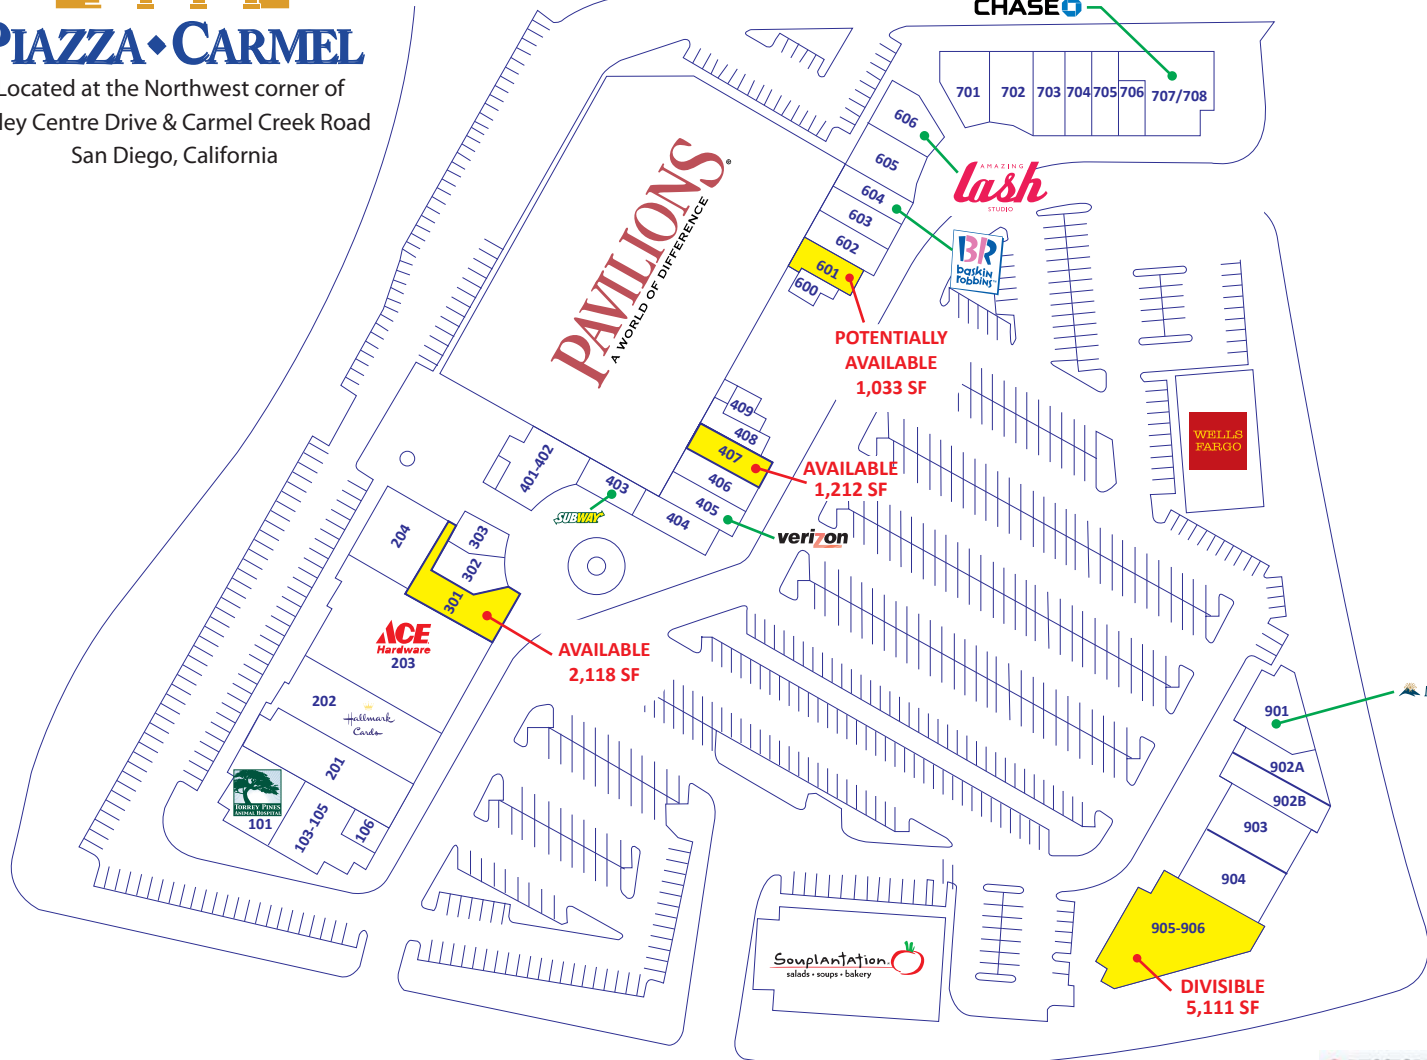 PIAZZA◆CARMEL
Located at the Northwest corner of
ley Centre Drive & Carmel Creek Road
San Diego, California
CHASE
701 702 703 704 705 706 707/708
606
605
604
603
602
601
600
AMAZING
lash
STUDIO
BR
baskin
robbins
PAVILIONS®
A WORLD OF DIFFERENCE
POTENTIALLY
AVAILABLE
1,033 SF
409
408
407
406
405
404
403
401-402
AVAILABLE
1,212 SF
SUBWAY
verizon
WELLS
FARGO
204
303
302
301
ACE
Hardware
203
AVAILABLE
2,118 SF
202
Hallmark
Cards
201
TORREY PINES
ANIMAL HOSPITAL
101
103-105
106
901
902A
902B
903
904
905-906
DIVISIBLE
5,111 SF
Souplantation.
salads • soups • bakery